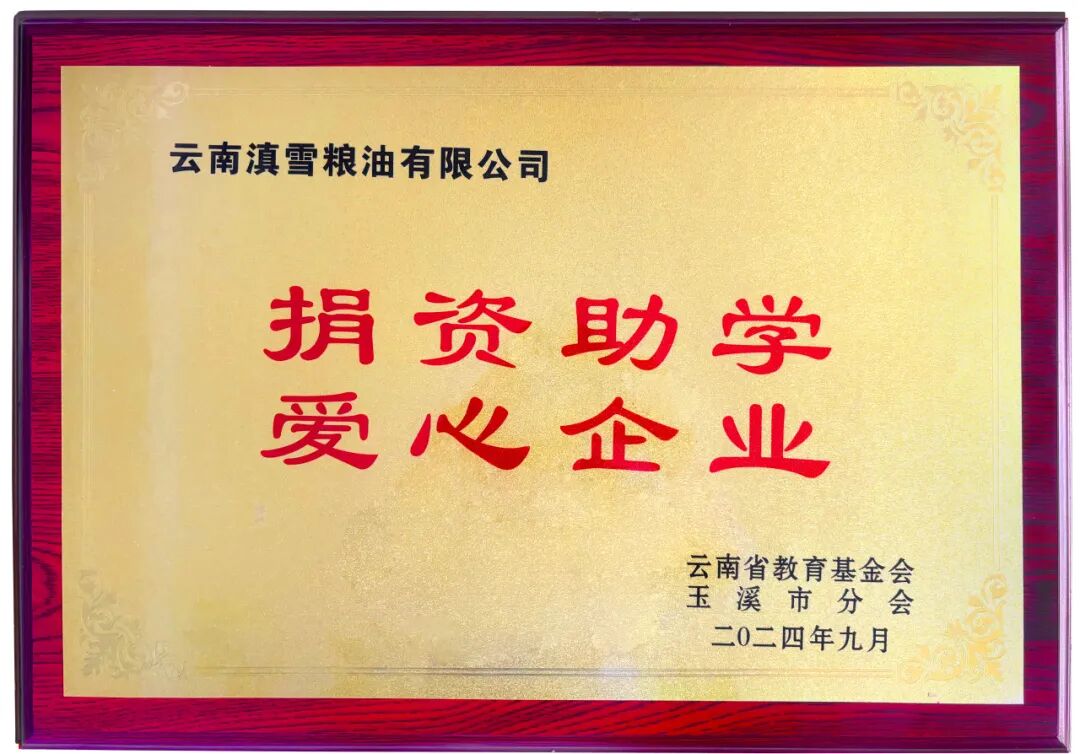 云南滇雪粮油有限公司
捐资助学
爱心企业
云南省教育基金会
玉溪市分会
二〇二四年九月